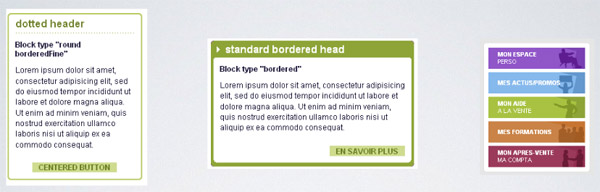 dotted header
Block type "round
borderedFine"
Lorem ipsum dolor sit amet,
consectetur adipisicing elit, sed
do eiusmod tempor incididunt ut
labore et dolore magna aliqua.
Ut enim ad minim veniam,
quis nostrud exercitation ullamco
laboris nisi ut aliquip ex ea
commodo consequat.
CENTERED BUTTON
standard bordered head
Block type "bordered"
Lorem ipsum dolor sit amet, consectetur adipisicing
elit, sed do eiusmod tempor incididunt ut labore et
dolore magna aliqua. Ut enim ad minim veniam,
quis nostrud exercitation ullamco laboris nisi ut
aliquip ex ea commodo consequat.
EN SAVOIR PLUS
MON ESPACE
PERSO
MES ACTUS/PROMOS
MON AIDE
A LA VENTE
MES FORMATIONS
MON APRES-VENTE
MA COMPTA